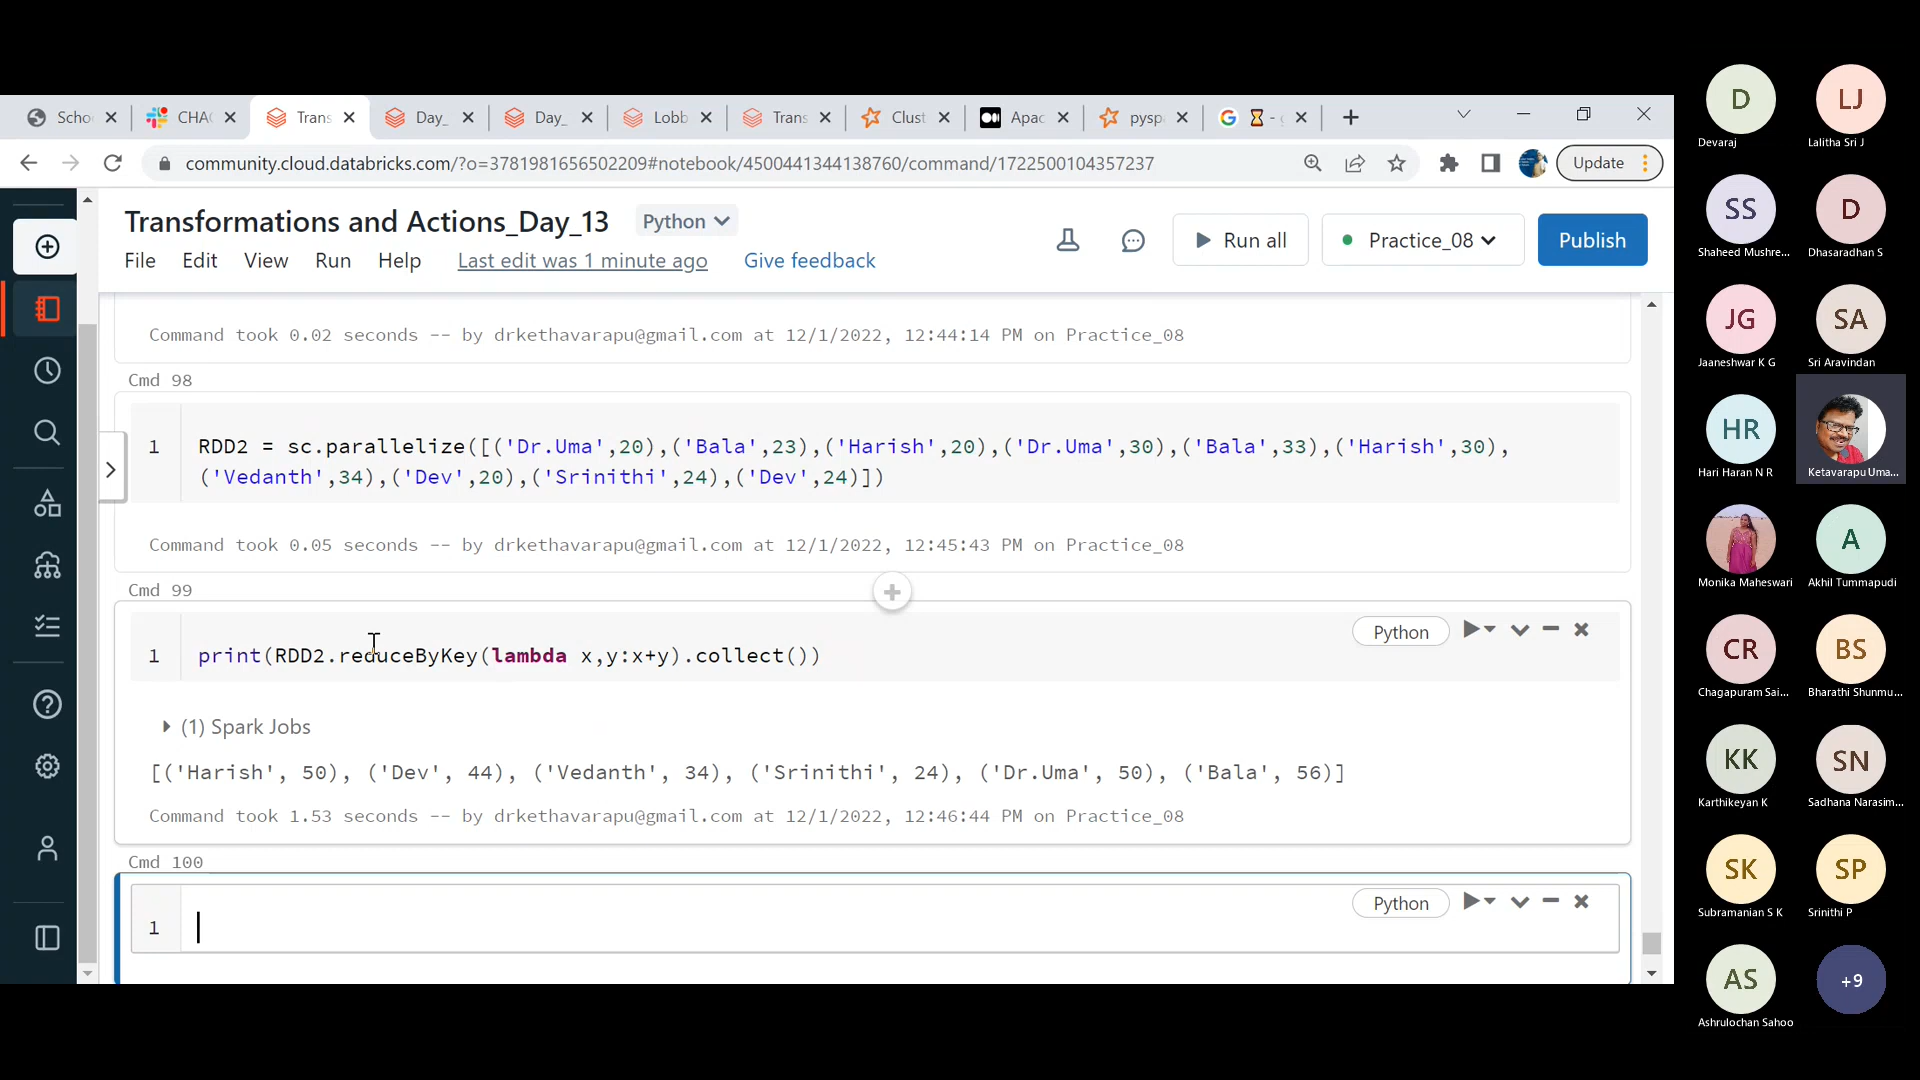 Scho
CHAC
Trans
Day_
Day_
Lobb
Trans
Clust
Apac
pysp
community.cloud.databricks.com/?o=3781981656502209#notebook/4500441344138760/command/1722500104357237
Update
Transformations and Actions_Day_13
Python
File Edit View Run Help Last edit was 1 minute ago Give feedback
Run all
Practice_08
Publish
Command took 0.02 seconds -- by drkethavarapu@gmail.com at 12/1/2022, 12:44:14 PM on Practice_08
Cmd 98
1 RDD2 = sc.parallelize([('Dr.Uma',20),('Bala',23),('Harish',20),('Dr.Uma',30),('Bala',33),('Harish',30),
('Vedanth',34),('Dev',20),('Srinithi',24),('Dev',24)])
Command took 0.05 seconds -- by drkethavarapu@gmail.com at 12/1/2022, 12:45:43 PM on Practice_08
Cmd 99
Python
1 print(RDD2.reduceByKey(lambda x,y:x+y).collect())
(1) Spark Jobs
[('Harish', 50), ('Dev', 44), ('Vedanth', 34), ('Srinithi', 24), ('Dr.Uma', 50), ('Bala', 56)]
Command took 1.53 seconds -- by drkethavarapu@gmail.com at 12/1/2022, 12:46:44 PM on Practice_08
Cmd 100
Python
1
D LJ
Devaraj Lalitha Sri J
SS D
Shaheed Mushre... Dhasaradhan S
JG SA
Jaaneshwar K G Sri Aravindan
HR
Hari Haran N R Ketavarapu Uma...
A
Monika Maheswari Akhil Tummapudi
CR BS
Chagapuram Sai... Bharathi Shunmu...
KK SN
Karthikeyan K Sadhana Narasim...
SK SP
Subramanian S K Srinithi P
AS +9
Ashrulochan Sahoo